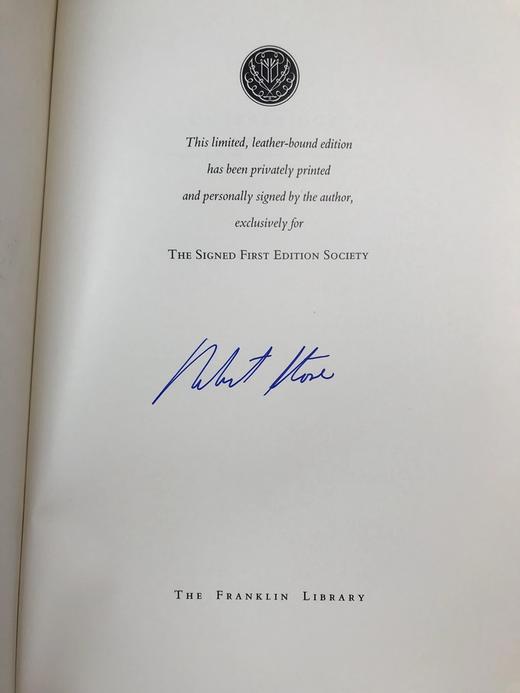 This limited, leather-bound edition
has been privately printed
and personally signed by the author,
exclusively for
The Signed First Edition Society
Robert Stone
The Franklin Library